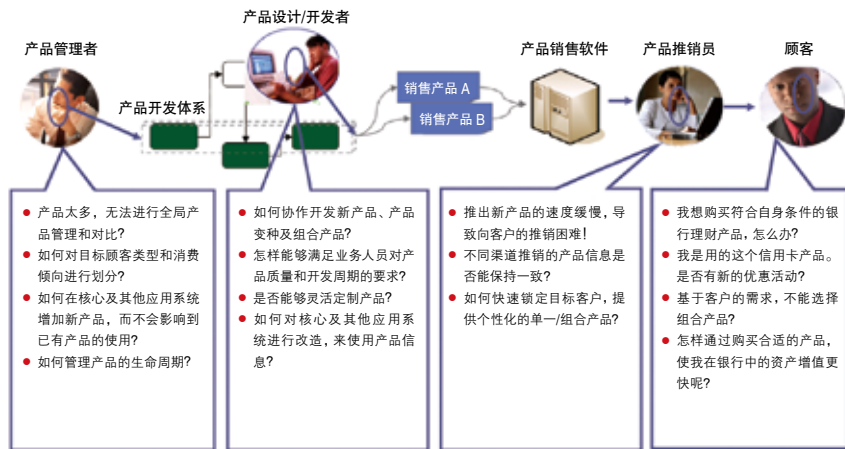 产品设计/开发者
产品管理者
产品销售软件
产品推销员
顾客
产品开发体系
销售产品 A
销售产品 B
● 产品太多，无法进行全局产
品管理和对比？
● 如何对目标顾客类型和消费
倾向进行划分？
● 如何在核心及其他应用系统
增加新产品，而不会影响到
已有产品的使用？
● 如何管理产品的生命周期？
● 如何协作开发新产品、产品
变种及组合产品？
● 怎样能够满足业务人员对产
品质量和开发周期的要求？
● 是否能够灵活定制产品？
● 如何对核心及其他应用系
统进行改造，来使用产品信
息？
● 推出新产品的速度缓慢，导
致向客户的推销困难！
● 不同渠道推销的产品信息是
否能保持一致？
● 如何快速锁定目标客户，提
供个性化的单一/组合产品？
● 我想购买符合自身条件的银
行理财产品，怎么办？
● 我是用的这个信用卡产品。
是否有新的优惠活动？
● 基于客户的需求，不能选择
组合产品？
● 怎样通过购买合适的产品，
使我在银行中的资产增值更
快呢？